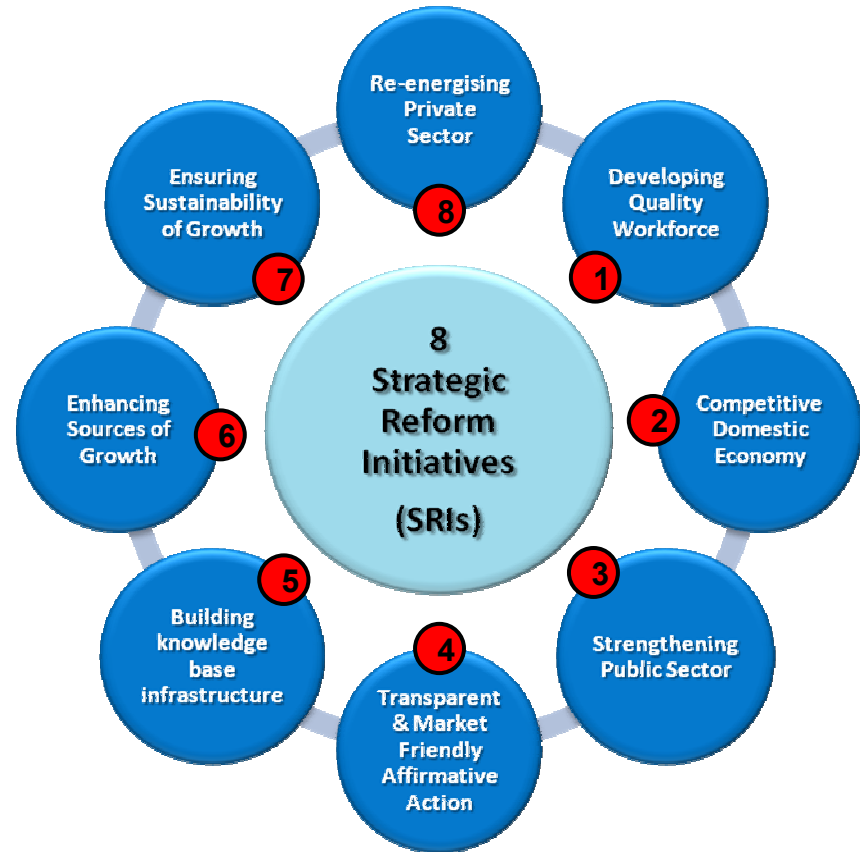 Re-energising
Private
Sector
8
Developing
Quality
Workforce
1
Competitive
Domestic
Economy
2
Strengthening
Public Sector
3
Transparent
& Market
Friendly
Affirmative
Action
4
Building
knowledge
base
infrastructure
5
Enhancing
Sources of
Growth
6
Ensuring
Sustainability
of Growth
7
8
Strategic
Reform
Initiatives
(SRIs)